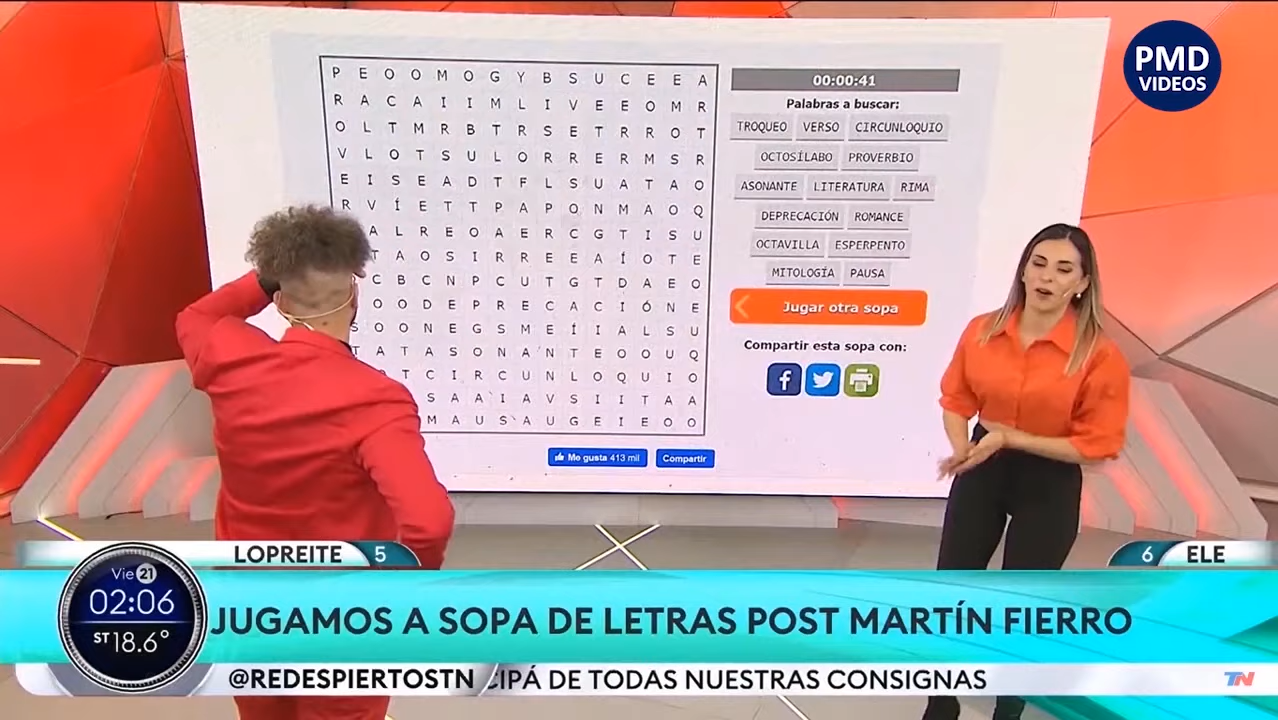 PMD
VIDEOS
P E O O M O G Y B S U C E E A
R A C A I I M L I V E E O M R
O L T M R B T R S E T R R O T
V L O T S U L O R R E R M S R
E I S E A D T F L S U A T A O
R V Í E T T P A P O N M A O Q
A L R E O A E R C G T I S U
T A O S I R R E E A Í O T E
C B C N P C U T G T D A E O
O O D E P R E C A C I Ó N E
S O O N E G S M E Í I A L S U
T A T A S O N A N T E O O U Q
T C I R C U N L O Q U I O
S A A I A V S I I T A A
M A U S A U G E I E O O
00:00:41
Palabras a buscar:
TROQUEO VERSO CIRCUNLOQUIO
OCTOSÍLABO PROVERBIO
ASONANTE LITERATURA RIMA
DEPRECACIÓN ROMANCE
OCTAVILLA ESPERPENTO
MITOLOGÍA PAUSA
Jugar otra sopa
Compartir esta sopa con:
Me gusta 413 mil Compartir
LOPREITE 5
6 ELE
Vie 21
02:06
ST 18.6°
JUGAMOS A SOPA DE LETRAS POST MARTÍN FIERRO
@REDESPIERTOSTN CIPÁ DE TODAS NUESTRAS CONSIGNAS
TN